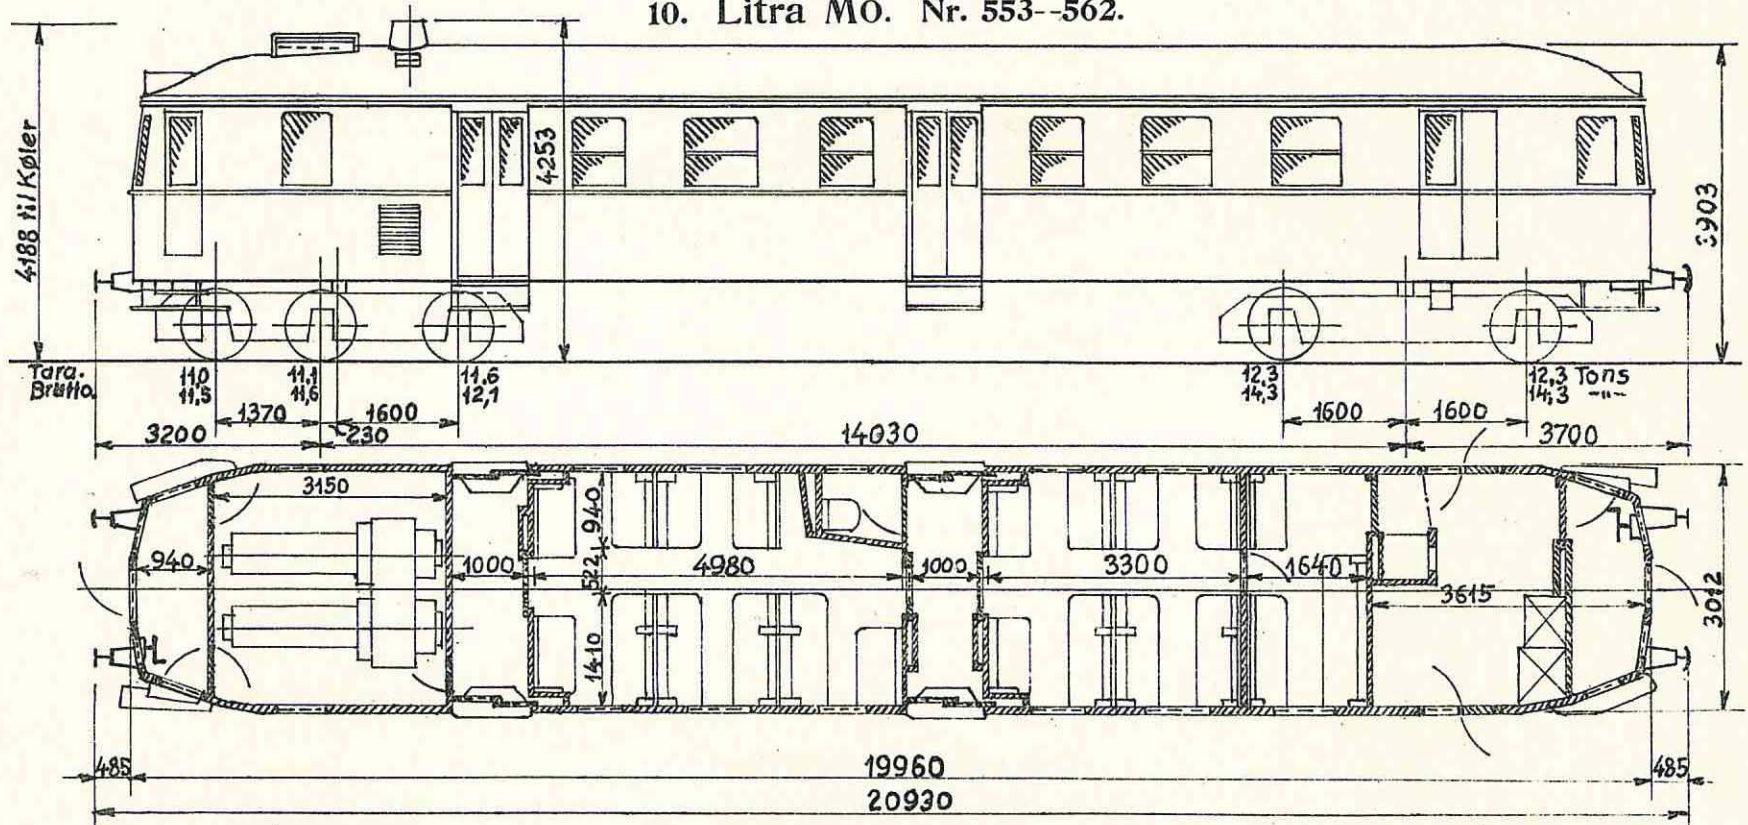 10. Litra MO. Nr. 553--562.
4188 til Køler
4253
3903
Tara. 11,0 11,1 11,6 12,3 12,3 Tons
Brutto. 11,5 11,6 12,1 14,3 14,3 -"-
1370 1600 1600 1600
3200 230 14030 3700
3150 940
940 1000 522 4980 1000 3300 1640 3615 3012
1410
485 19960 485
20930